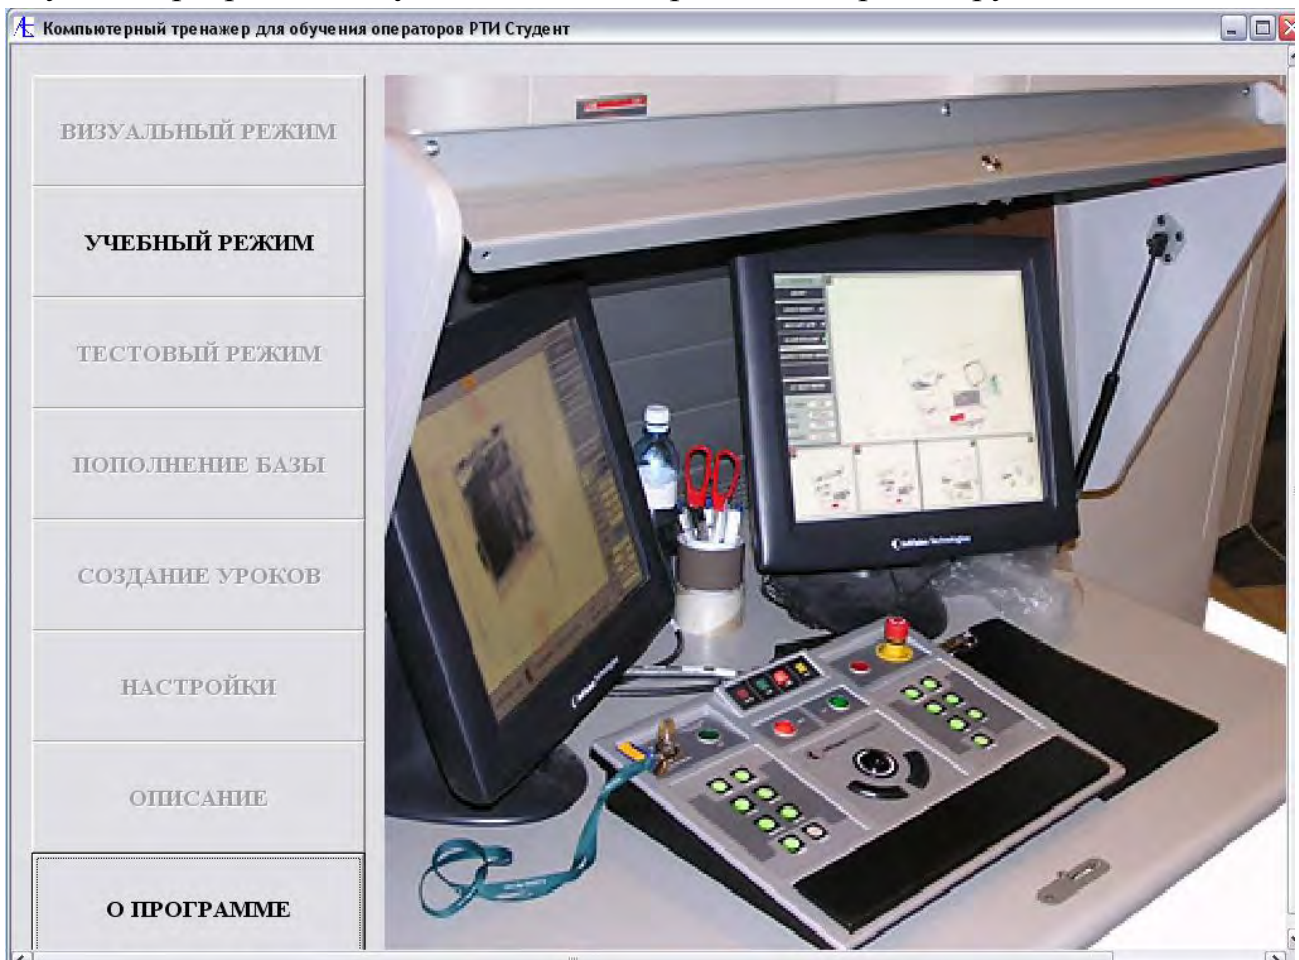 Компьютерный тренажер для обучения операторов РТИ Студент
ВИЗУАЛЬНЫЙ РЕЖИМ
УЧЕБНЫЙ РЕЖИМ
ТЕСТОВЫЙ РЕЖИМ
ПОПОЛНЕНИЕ БАЗЫ
СОЗДАНИЕ УРОКОВ
НАСТРОЙКИ
ОПИСАНИЕ
О ПРОГРАММЕ